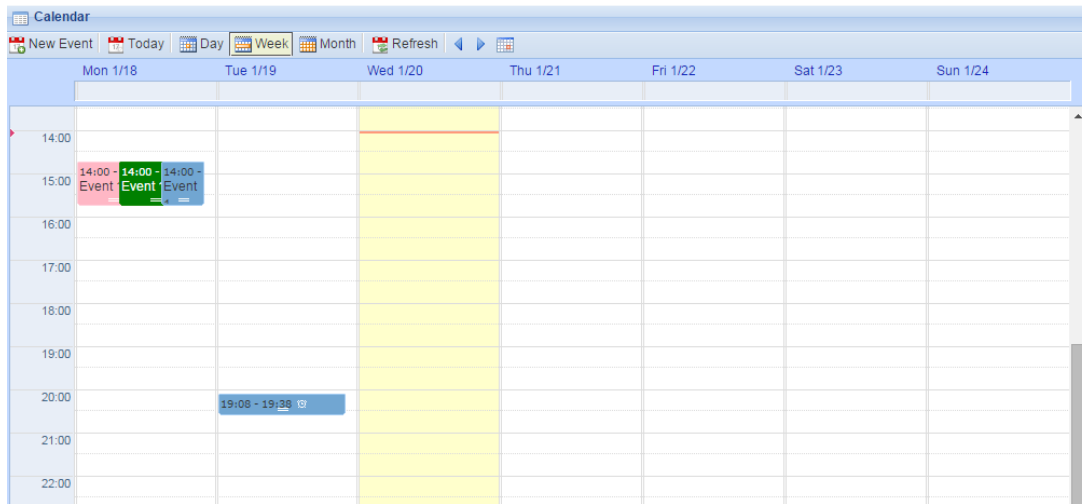 Calendar
New Event Today Day Week Month Refresh
Mon 1/18 Tue 1/19 Wed 1/20 Thu 1/21 Fri 1/22 Sat 1/23 Sun 1/24
14:00
14:00 - 14:00 - 14:00 -
15:00 Event Event Event
16:00
17:00
18:00
19:00
20:00
19:08 - 19:38
21:00
22:00